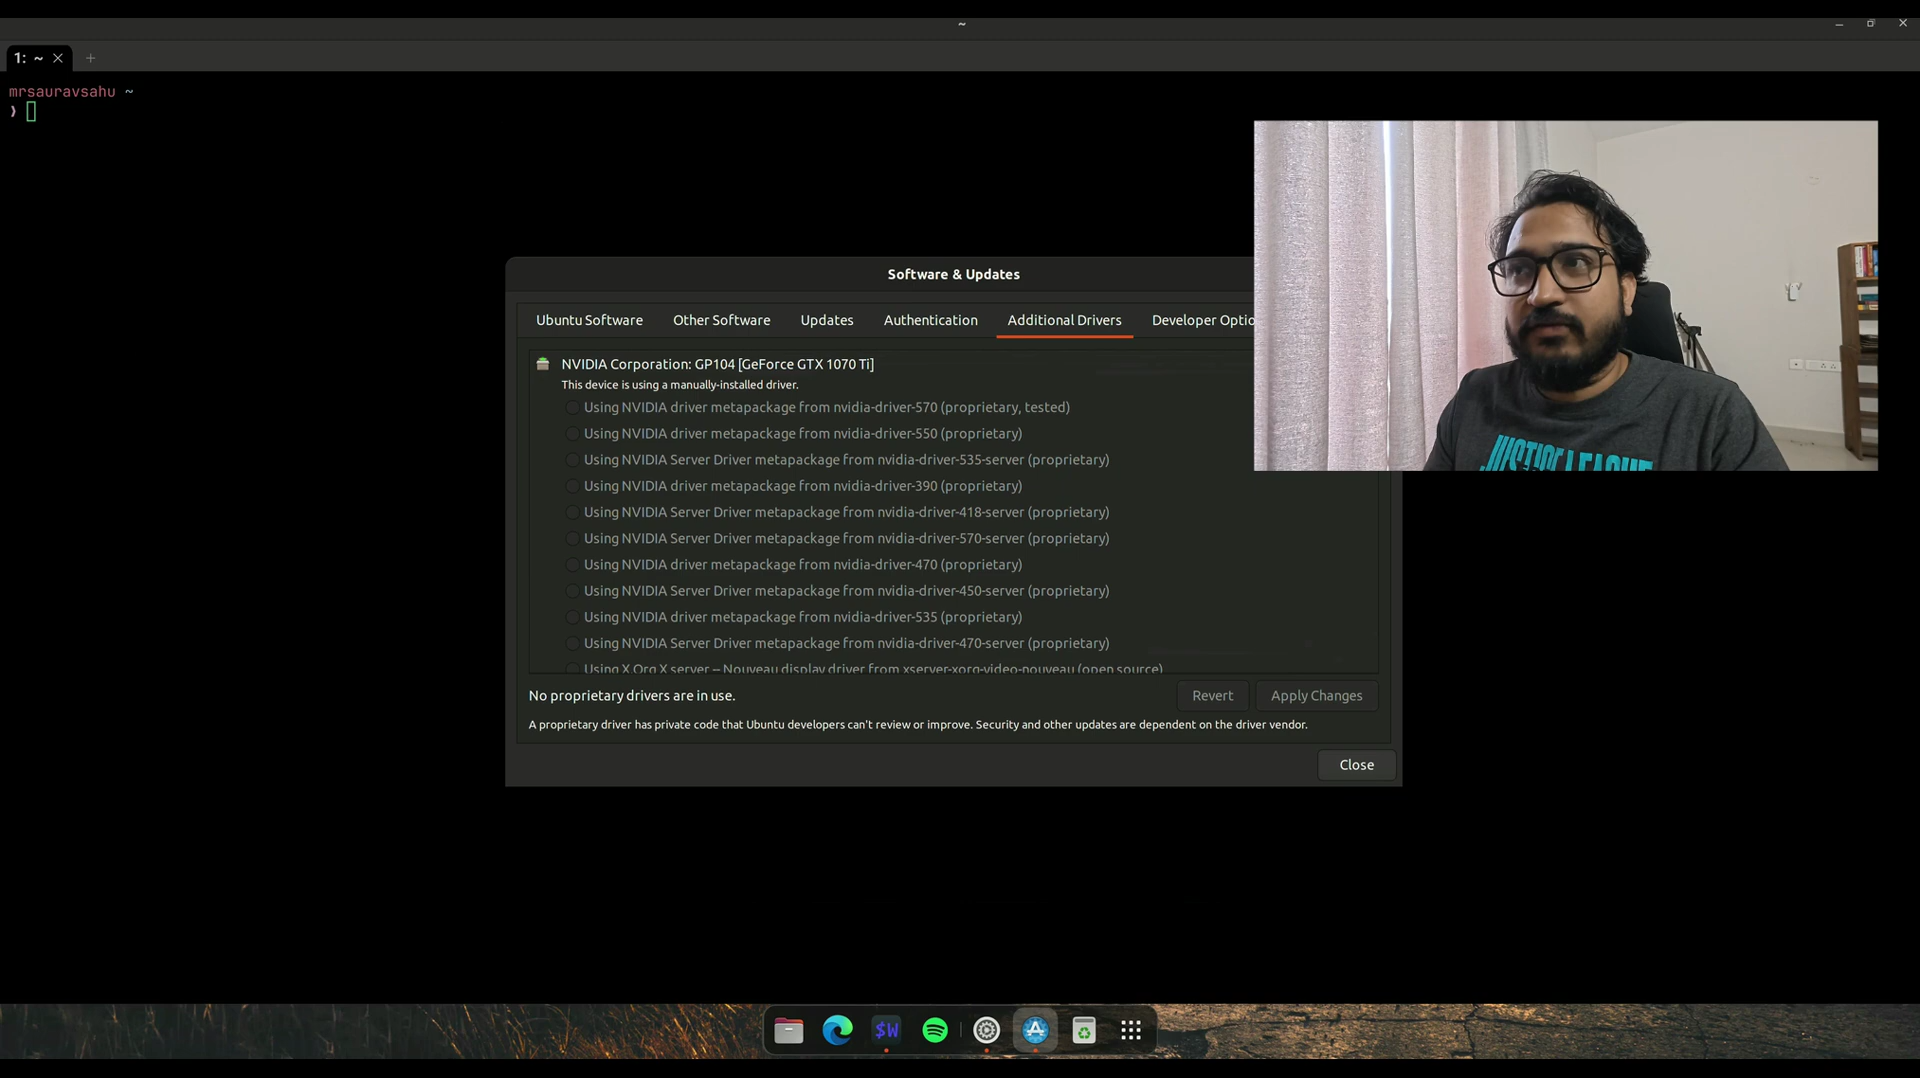 ~
1: ~
mrsauravsahu ~
Software & Updates
Ubuntu Software Other Software Updates Authentication Additional Drivers Developer Optio
NVIDIA Corporation: GP104 [GeForce GTX 1070 Ti]
This device is using a manually-installed driver.
Using NVIDIA driver metapackage from nvidia-driver-570 (proprietary, tested)
Using NVIDIA driver metapackage from nvidia-driver-550 (proprietary)
Using NVIDIA Server Driver metapackage from nvidia-driver-535-server (proprietary)
Using NVIDIA driver metapackage from nvidia-driver-390 (proprietary)
Using NVIDIA Server Driver metapackage from nvidia-driver-418-server (proprietary)
Using NVIDIA Server Driver metapackage from nvidia-driver-570-server (proprietary)
Using NVIDIA driver metapackage from nvidia-driver-470 (proprietary)
Using NVIDIA Server Driver metapackage from nvidia-driver-450-server (proprietary)
Using NVIDIA driver metapackage from nvidia-driver-535 (proprietary)
Using NVIDIA Server Driver metapackage from nvidia-driver-470-server (proprietary)
Using X.Org X server -- Nouveau display driver from xserver-xorg-video-nouveau (open source)
No proprietary drivers are in use.
Revert Apply Changes
A proprietary driver has private code that Ubuntu developers can't review or improve. Security and other updates are dependent on the driver vendor.
Close
JUSTICE LEAGUE
$W